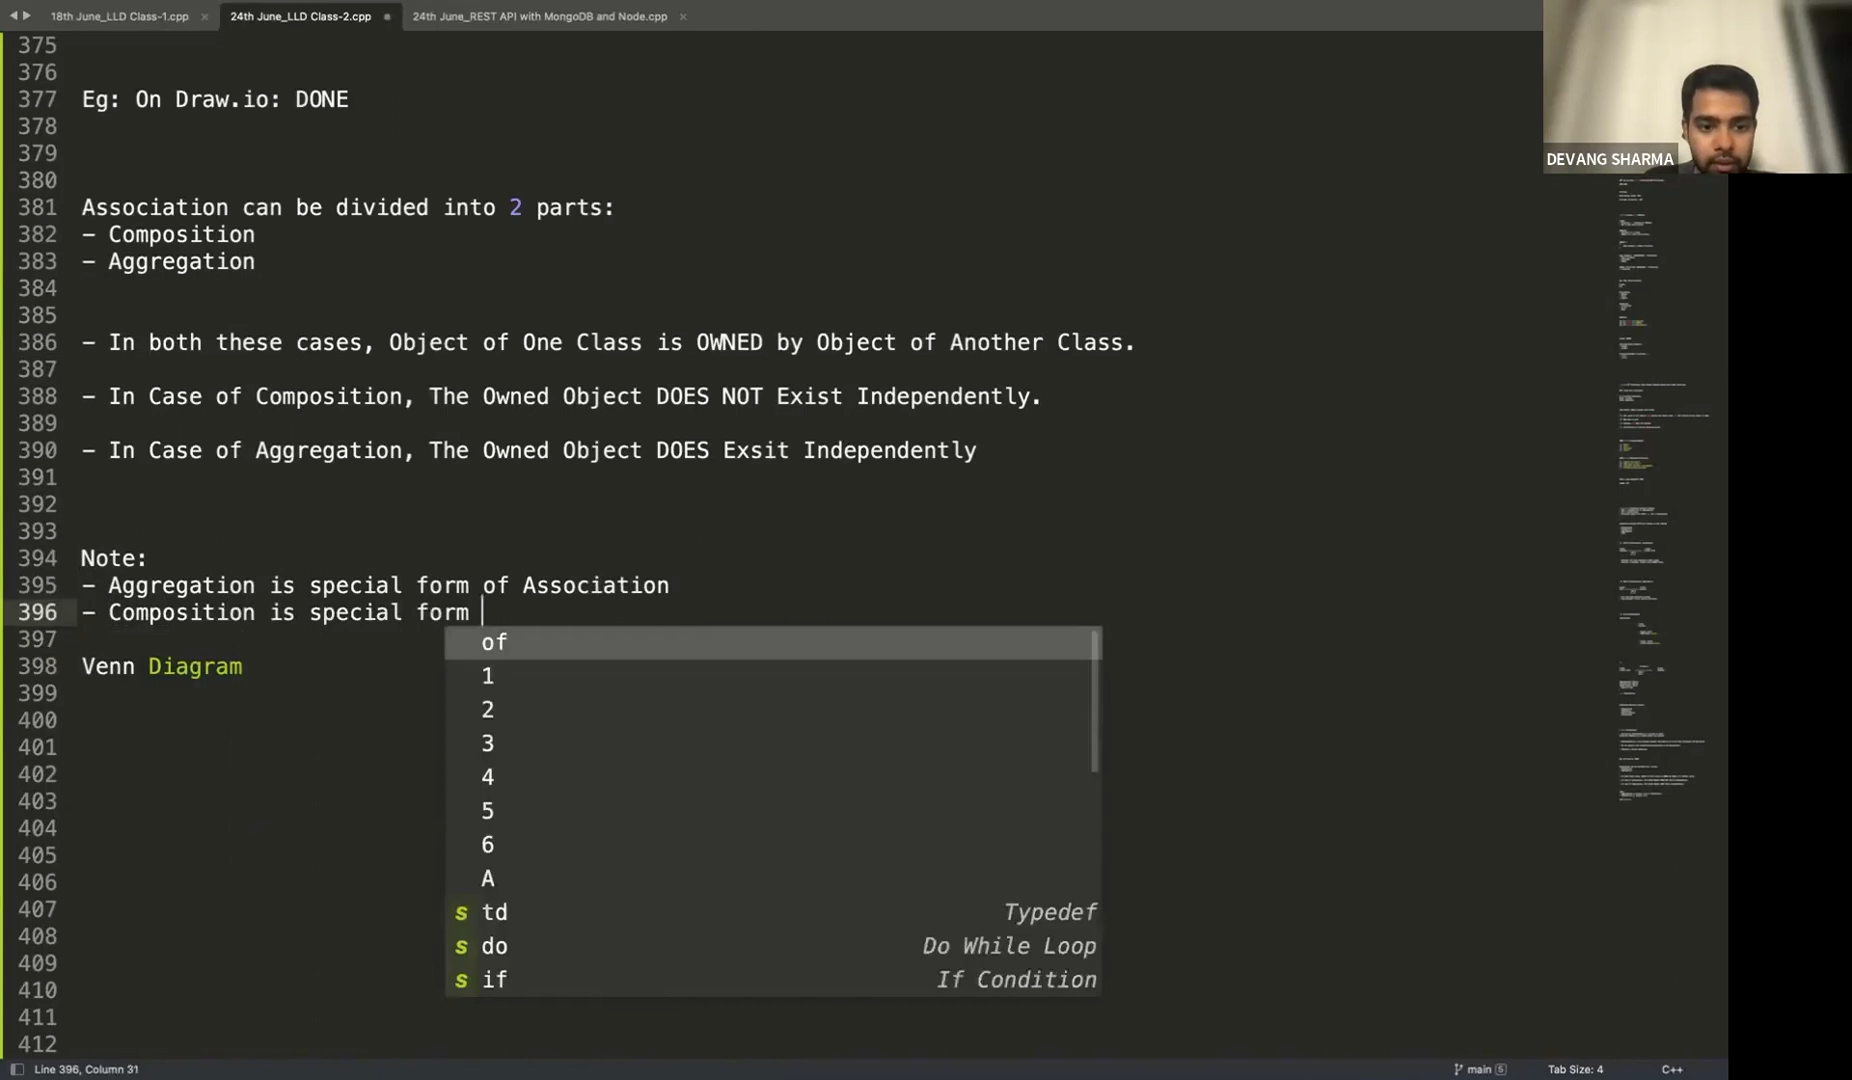 18th June_LLD Class-1.cpp
24th June_LLD Class-2.cpp
24th June_REST API with MongoDB and Node.cpp
DEVANG SHARMA
375
376
377 Eg: On Draw.io: DONE
378
379
380
381 Association can be divided into 2 parts:
382 - Composition
383 - Aggregation
384
385
386 - In both these cases, Object of One Class is OWNED by Object of Another Class.
387
388 - In Case of Composition, The Owned Object DOES NOT Exist Independently.
389
390 - In Case of Aggregation, The Owned Object DOES Exsit Independently
391
392
393
394 Note:
395 - Aggregation is special form of Association
396 - Composition is special form
397
398 Venn Diagram
399
400
401
402
403
404
405
406
407
408
409
410
411
412
of
1
2
3
4
5
6
A
s td Typedef
s do Do While Loop
s if If Condition
Line 396, Column 31
main 5
Tab Size: 4
C++